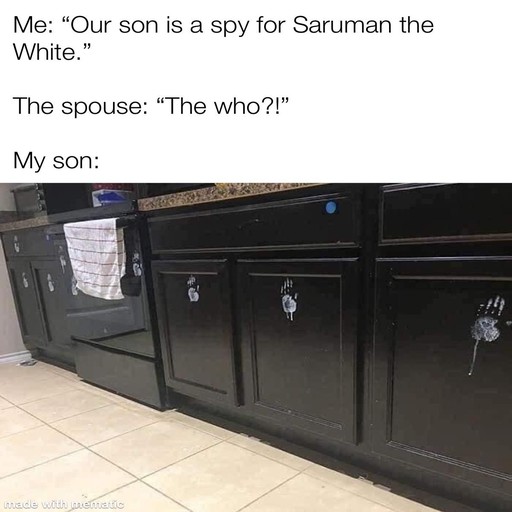 Me: “Our son is a spy for Saruman the
White.”
The spouse: “The who?!”
My son:
made with mematic